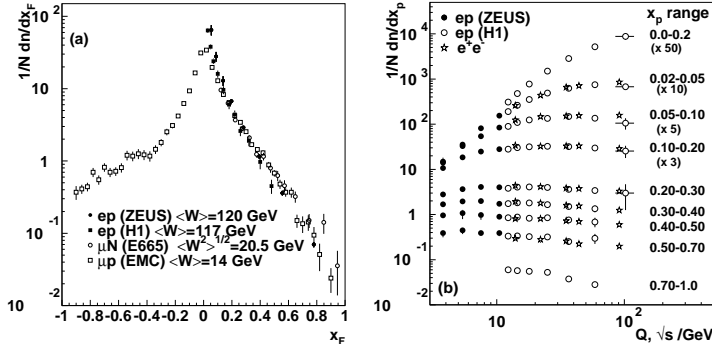 1/N dn/dx_F
(a)
10^2
10
1
10^-1
10^-2
ep (ZEUS) <W>=120 GeV
ep (H1) <W>=117 GeV
μN (E665) <W^2>^1/2=20.5 GeV
μp (EMC) <W>=14 GeV
-1 -0.8 -0.6 -0.4 -0.2 0 0.2 0.4 0.6 0.8 1
x_F
1/N dn/dx_p
10^5
10^4
10^3
10^2
10
1
10^-1
10^-2
ep (ZEUS)
ep (H1)
e^+e^-
x_p range
0.0-0.2
(x 50)
0.02-0.05
(x 10)
0.05-0.10
(x 5)
0.10-0.20
(x 3)
0.20-0.30
0.30-0.40
0.40-0.50
0.50-0.70
0.70-1.0
(b)
10 10^2
Q, √s /GeV